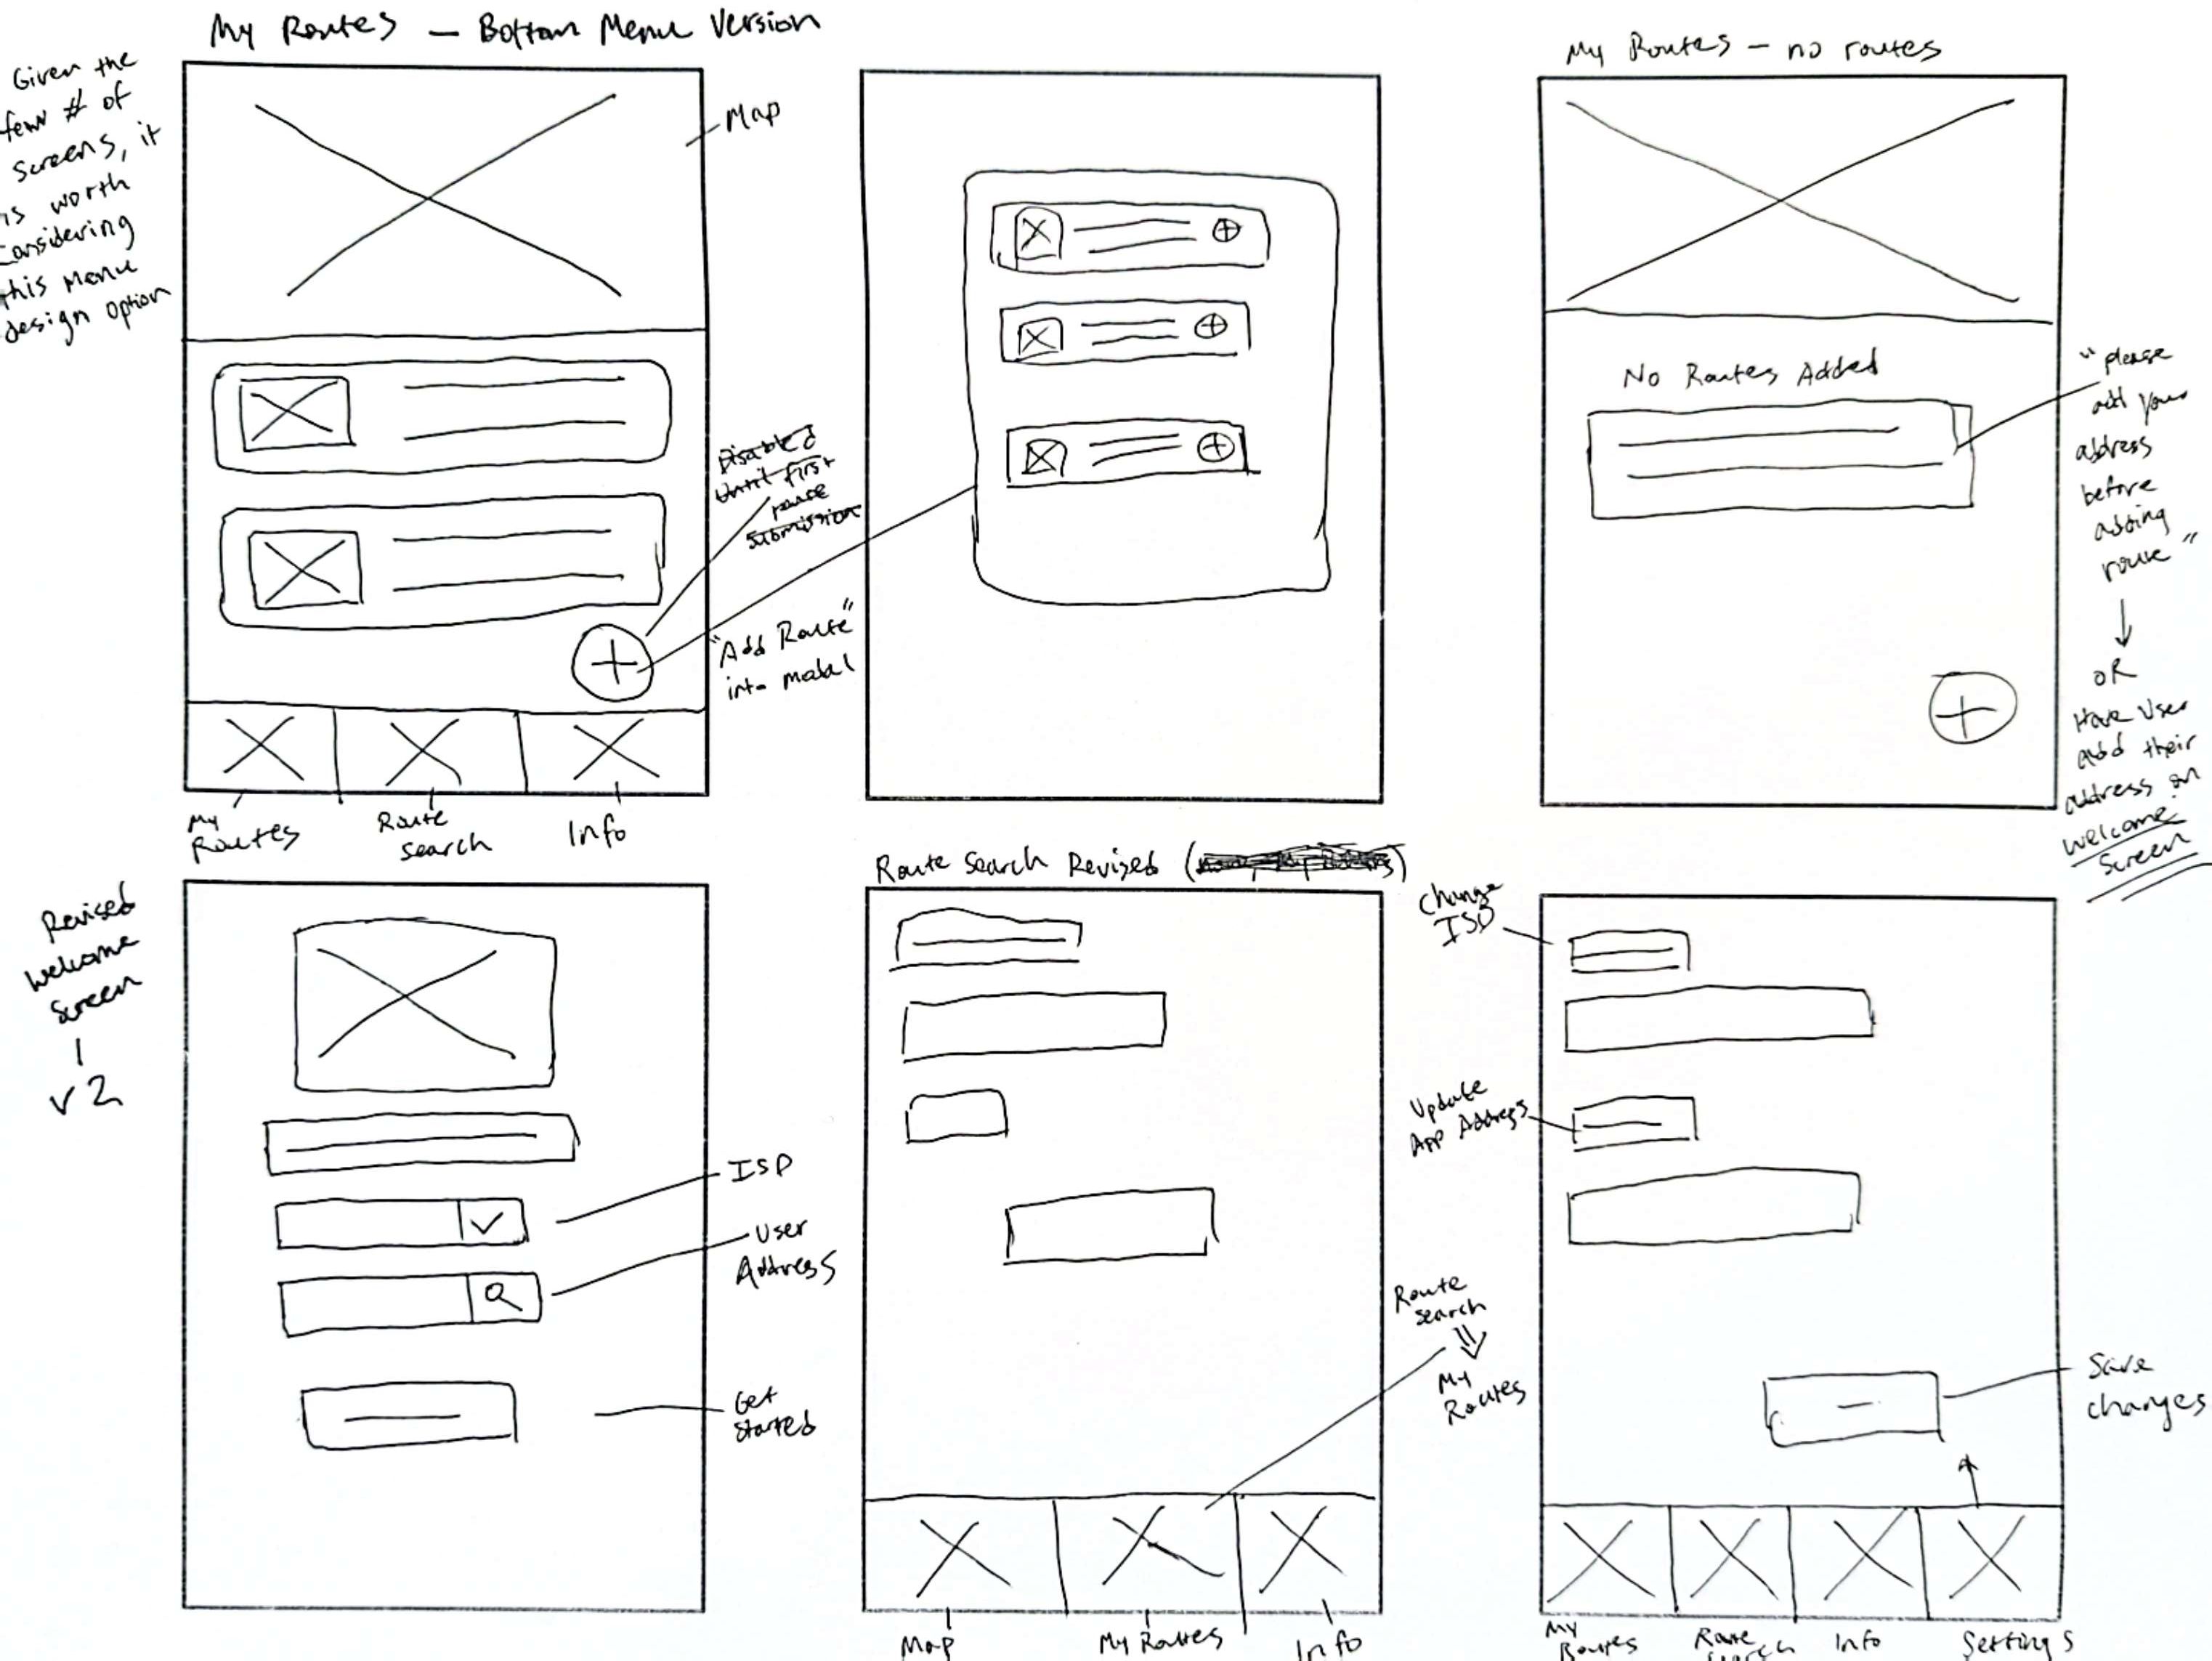 My Routes - Bottom Menu Version
Given the
few # of
screens, it
is worth
Considering
this Menu
design option
Map
Disabled
Until first
route
submission
"Add Route"
into modal
My
Routes
Route
Search
Info
My Routes - no routes
No Routes Added
"please
add your
address
before
adding
route"
OR
Have User
add their
address on
welcome
Screen
Revised
Welcome
Screen
V2
ISP
User
Address
Get
Started
Route Search Revised (
Route
search
My
Routes
Map
My Routes
Info
Change
Update
App Address
Save
changes
My
Routes
Route
Search
Info
Settings